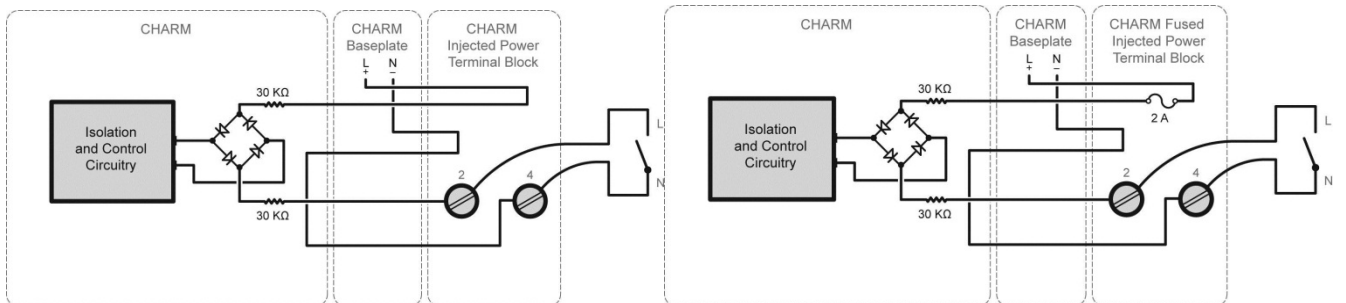 CHARM
CHARM
Baseplate
L
+
N
–
CHARM
Injected Power
Terminal Block
30 KΩ
Isolation
and Control
Circuitry
30 KΩ
2
4
L
N
CHARM
CHARM
Baseplate
L
+
N
–
CHARM Fused
Injected Power
Terminal Block
30 KΩ
2 A
Isolation
and Control
Circuitry
30 KΩ
2
4
L
N